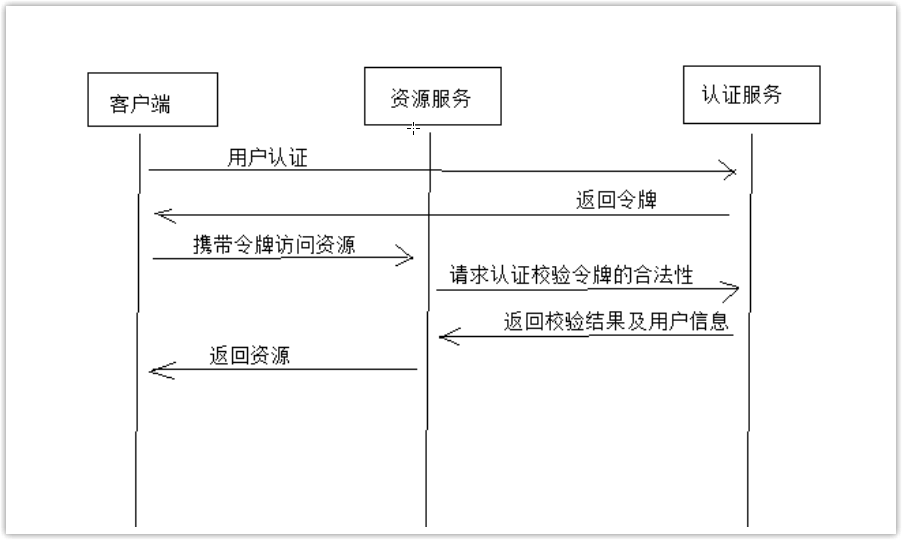 客户端
资源服务
认证服务
用户认证
返回令牌
携带令牌访问资源
请求认证校验令牌的合法性
返回校验结果及用户信息
返回资源